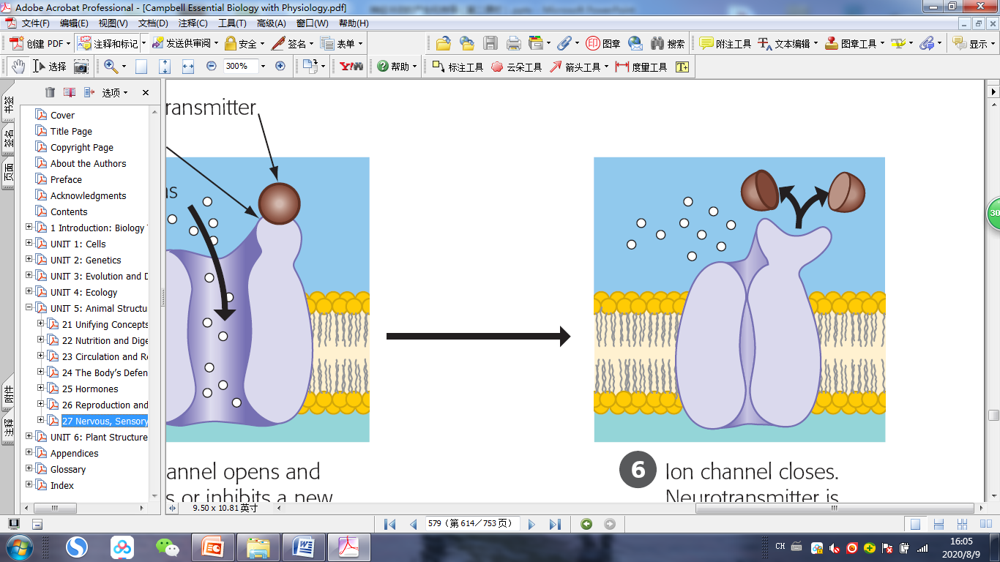 Adobe Acrobat Professional - [Campbell Essential Biology with Physiology.pdf]
文件(F) 编辑(E) 视图(V) 文档(D) 注释(C) 工具(T) 高级(A) 窗口(W) 帮助(H)
创建 PDF 注释和标记 发送供审阅 安全 签名 表单 图章 搜索 附注工具 文本编辑 图章工具 显示
选择 300% Y! 帮助 标注工具 云朵工具 箭头工具 度量工具
书签
签名
页面
附件
注释
选项
Cover
Title Page
Copyright Page
About the Authors
Preface
Acknowledgments
Contents
1 Introduction: Biology
UNIT 1: Cells
UNIT 2: Genetics
UNIT 3: Evolution and D
UNIT 4: Ecology
UNIT 5: Animal Structu
21 Unifying Concepts
22 Nutrition and Dige
23 Circulation and Re
24 The Body's Defen
25 Hormones
26 Reproduction and
27 Nervous, Sensory
UNIT 6: Plant Structure
Appendices
Glossary
Index
ransmitter
ns
annel opens and
s or inhibits a new
6 Ion channel closes.
Neurotransmitter is
30
9.50 x 10.81 英寸
579 (第 614/753 页)
CH
16:05
2020/8/9